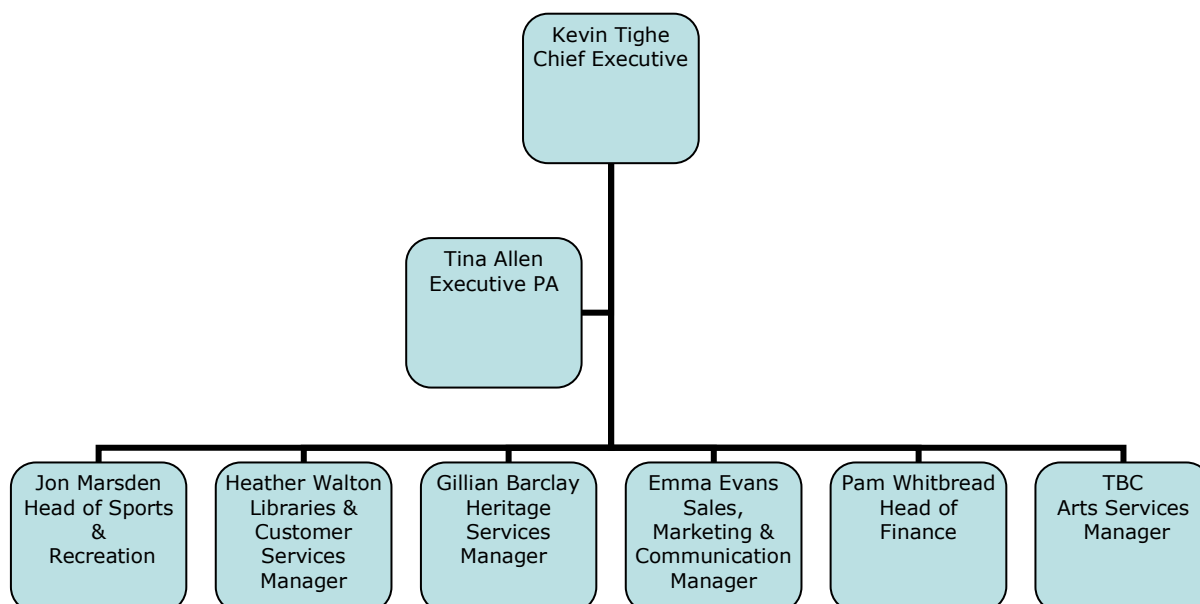 Kevin Tighe
Chief Executive
Tina Allen
Executive PA
Jon Marsden
Head of Sports
&
Recreation
Heather Walton
Libraries &
Customer
Services
Manager
Gillian Barclay
Heritage
Services
Manager
Emma Evans
Sales,
Marketing &
Communication
Manager
Pam Whitbread
Head of
Finance
TBC
Arts Services
Manager